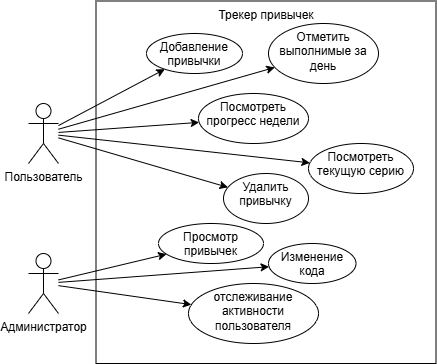 Трекер привычек
Добавление
привычки
Отметить
выполнимые за
день
Посмотреть
прогресс недели
Посмотреть
текущую серию
Удалить
привычку
Пользователь
Просмотр
привычек
Изменение
кода
отслеживание
активности
пользователя
Администратор